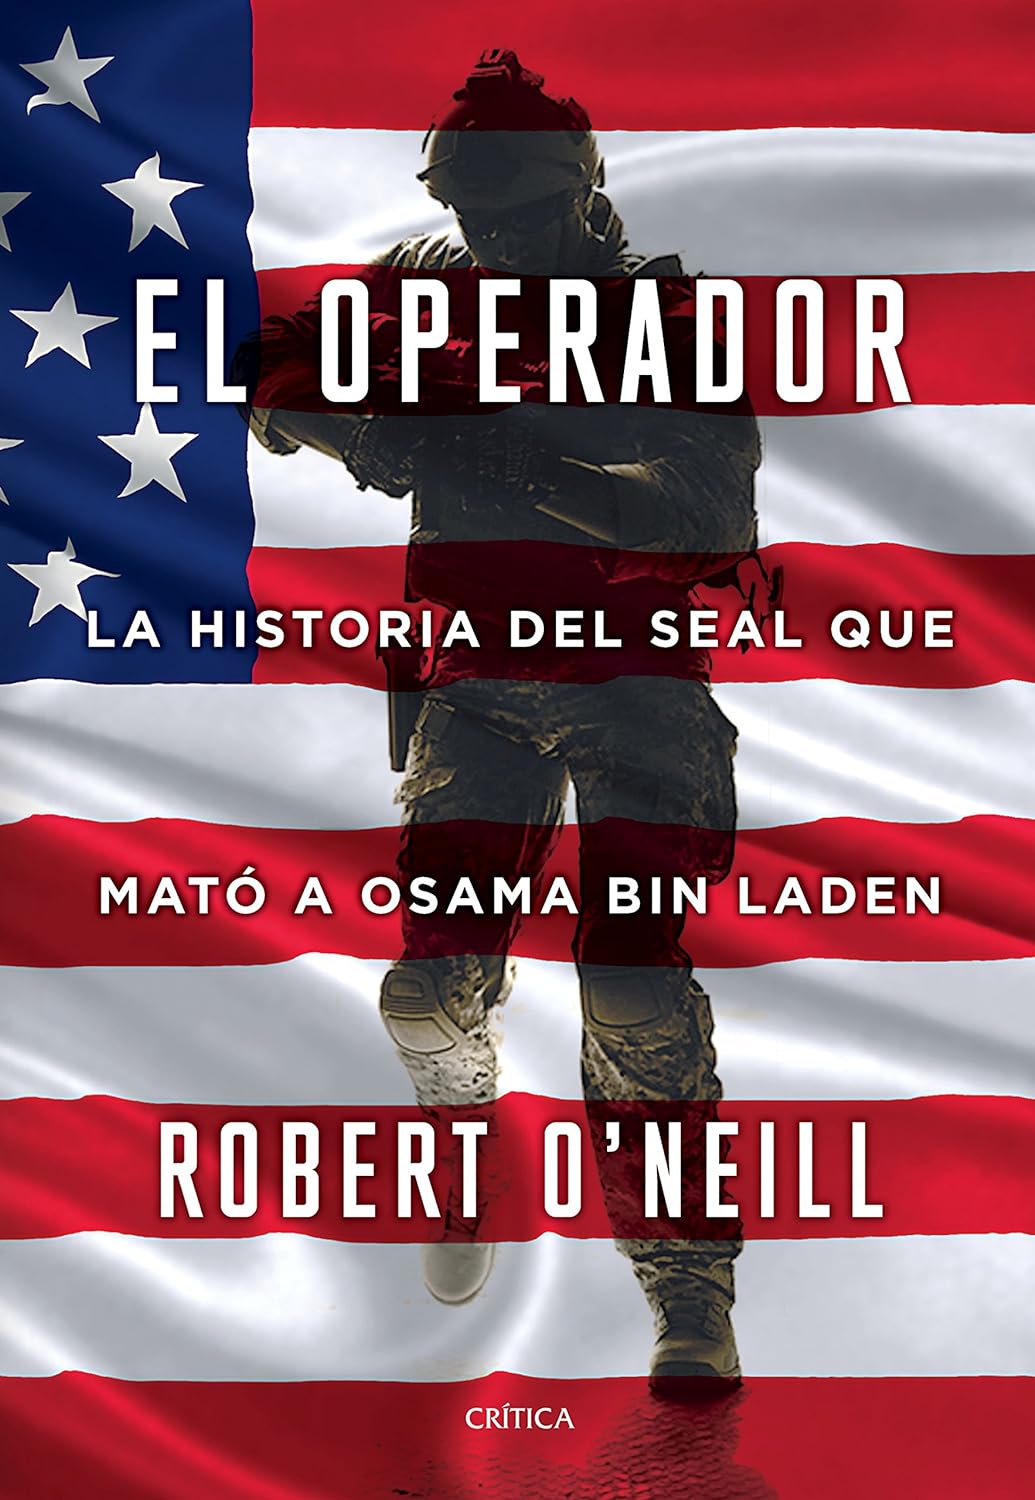 EL OPERADOR
LA HISTORIA DEL SEAL QUE
MATÓ A OSAMA BIN LADEN
ROBERT O'NEILL
CRÍTICA